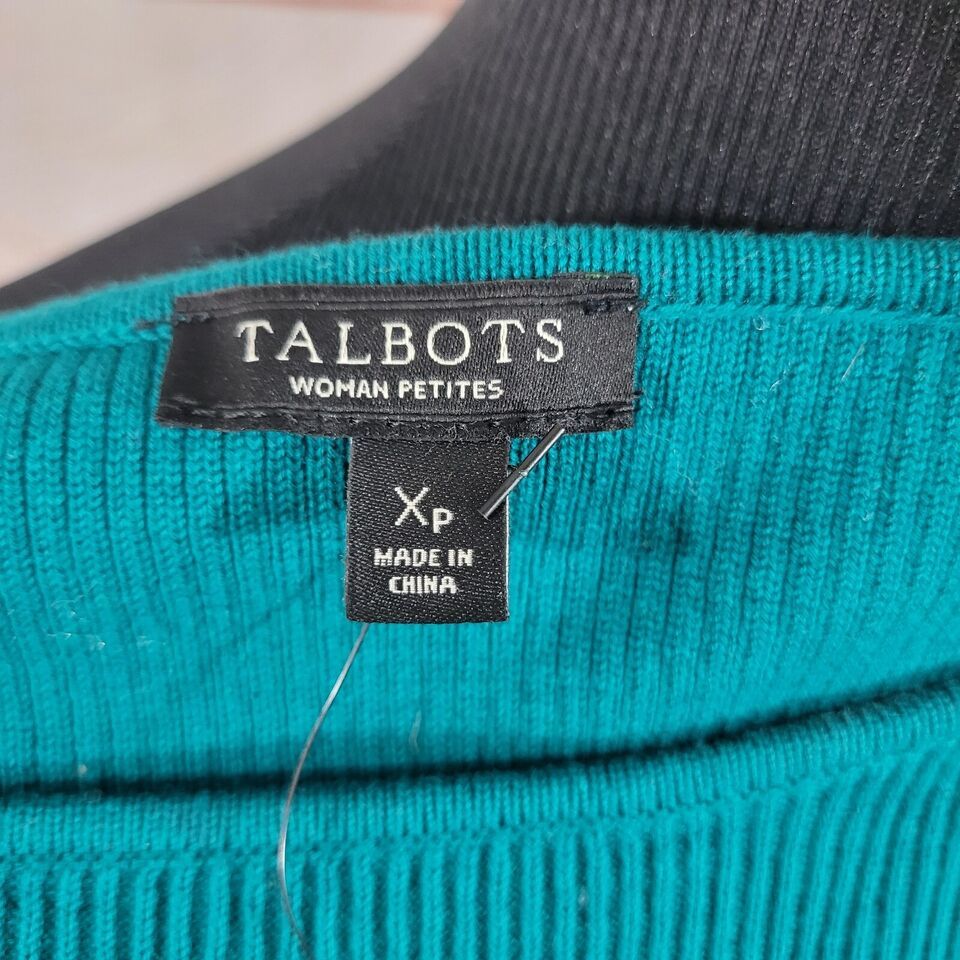 TALBOTS
WOMAN PETITES
XP
MADE IN
CHINA